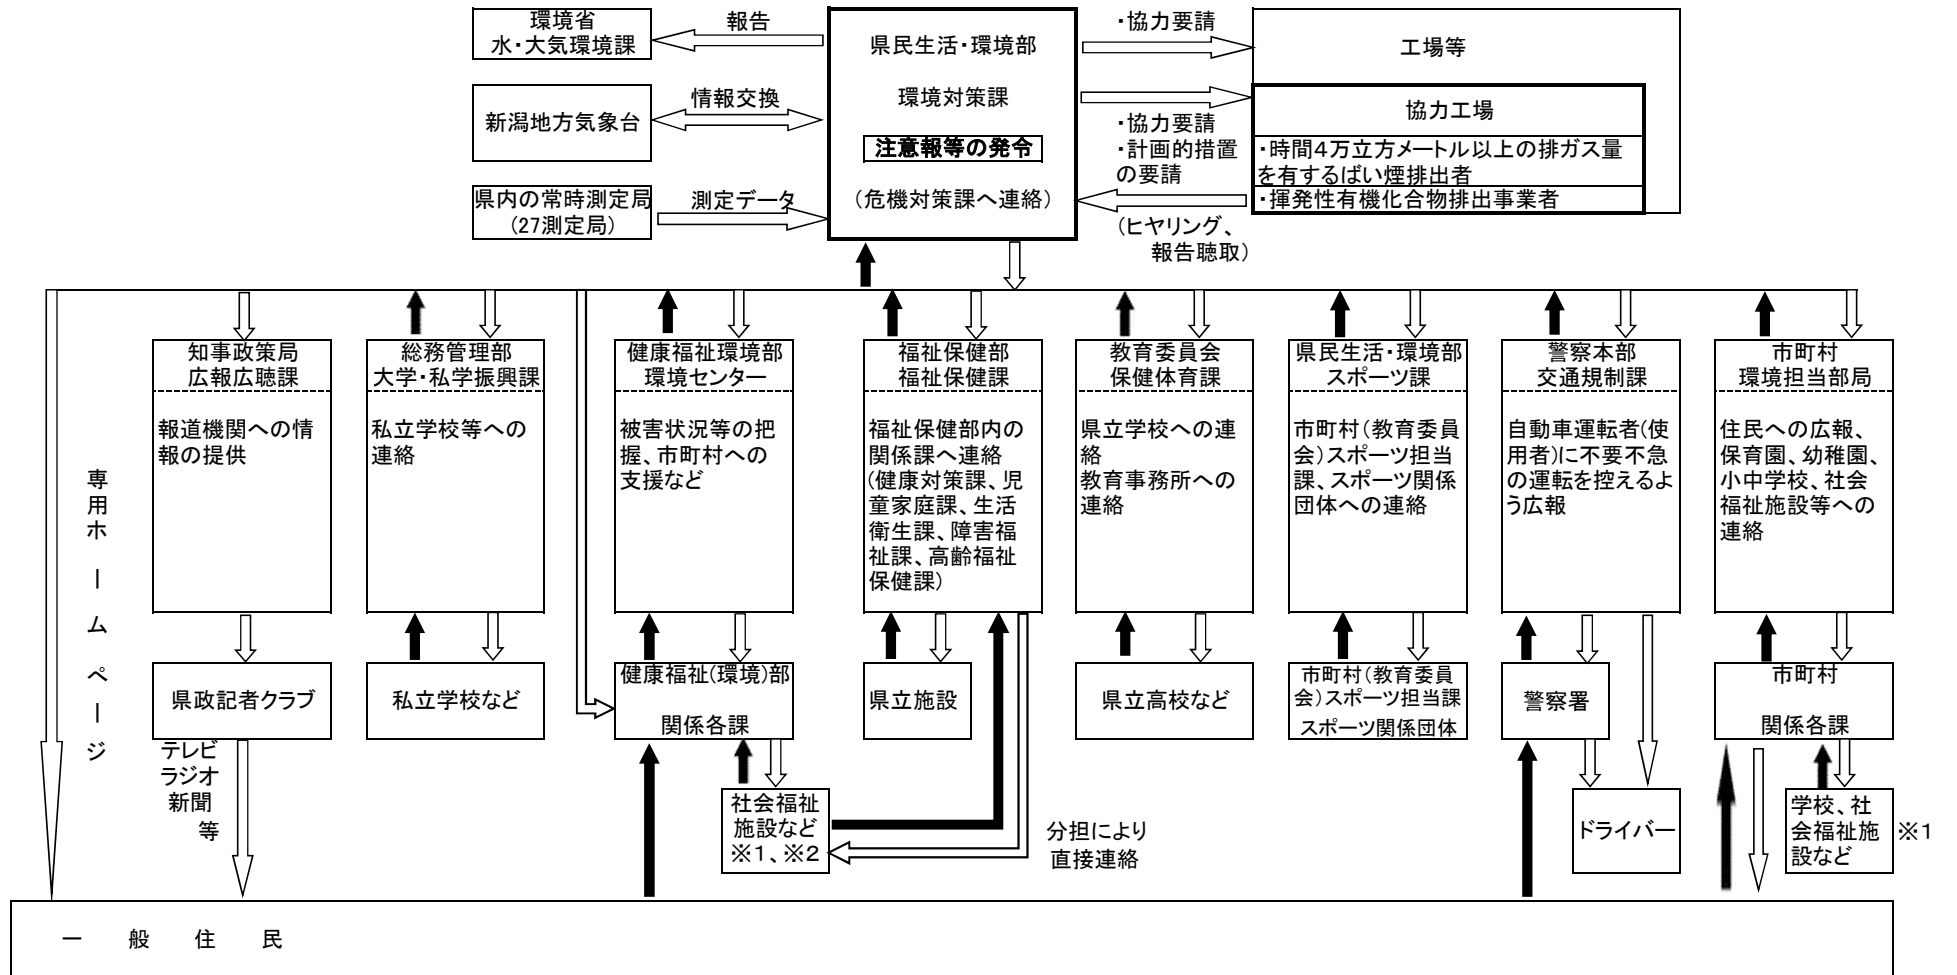 環境省
水・大気環境課
報告
県民生活・環境部
環境対策課
注意報等の発令
(危機対策課へ連絡)
・協力要請
工場等
新潟地方気象台
情報交換
・協力要請
・計画的措置
の要請
協力工場
・時間4万立方メートル以上の排ガス量
を有するばい煙排出者
・揮発性有機化合物排出事業者
県内の常時測定局
(27測定局)
測定データ
(ヒヤリング、
報告聴取)
専用ホームページ
知事政策局
広報広聴課
報道機関への情
報の提供
総務管理部
大学・私学振興課
私立学校等への
連絡
健康福祉環境部
環境センター
被害状況等の把
握、市町村への
支援など
福祉保健部
福祉保健課
福祉保健部内の
関係課へ連絡
(健康対策課、児
童家庭課、生活
衛生課、障害福
祉課、高齢福祉
保健課)
教育委員会
保健体育課
県立学校への連
絡
教育事務所への
連絡
県民生活・環境部
スポーツ課
市町村(教育委員
会)スポーツ担当
課、スポーツ関係
団体への連絡
警察本部
交通規制課
自動車運転者(使
用者)に不要不急
の運転を控えるよ
う広報
市町村
環境担当部局
住民への広報、
保育園、幼稚園、
小中学校、社会
福祉施設等への
連絡
県政記者クラブ
私立学校など
健康福祉(環境)部
関係各課
県立施設
県立高校など
市町村(教育委員
会)スポーツ担当課
スポーツ関係団体
警察署
市町村
関係各課
テレビ
ラジオ
新聞
等
社会福祉
施設など
※1、※2
分担により
直接連絡
ドライバー
学校、社
会福祉施
設など
※1
一般住民